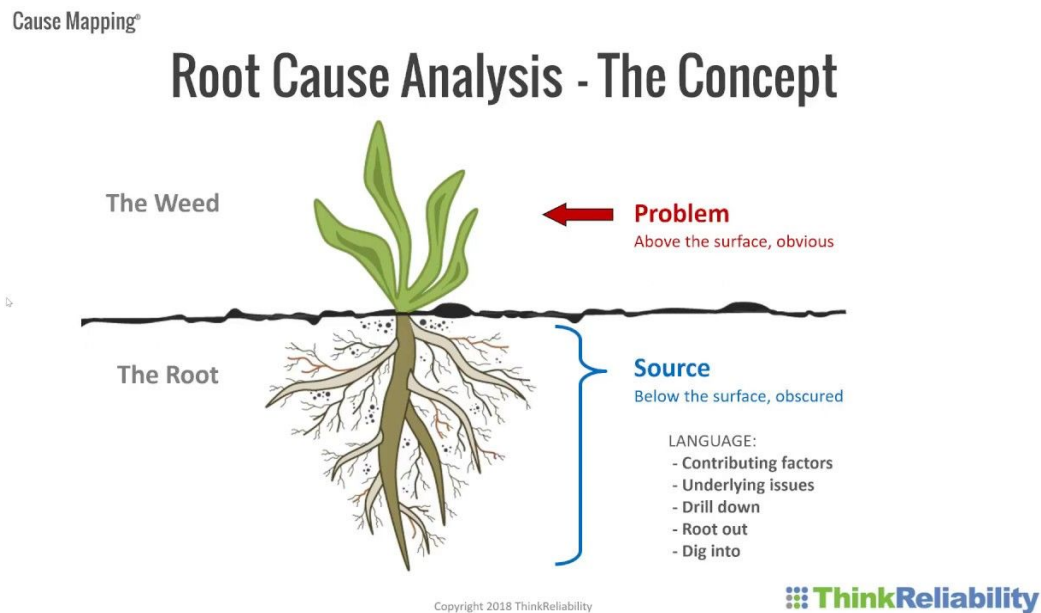 Cause Mapping®
Root Cause Analysis - The Concept
The Weed
Problem
Above the surface, obvious
The Root
Source
Below the surface, obscured
LANGUAGE:
- Contributing factors
- Underlying issues
- Drill down
- Root out
- Dig into
Copyright 2018 ThinkReliability
ThinkReliability